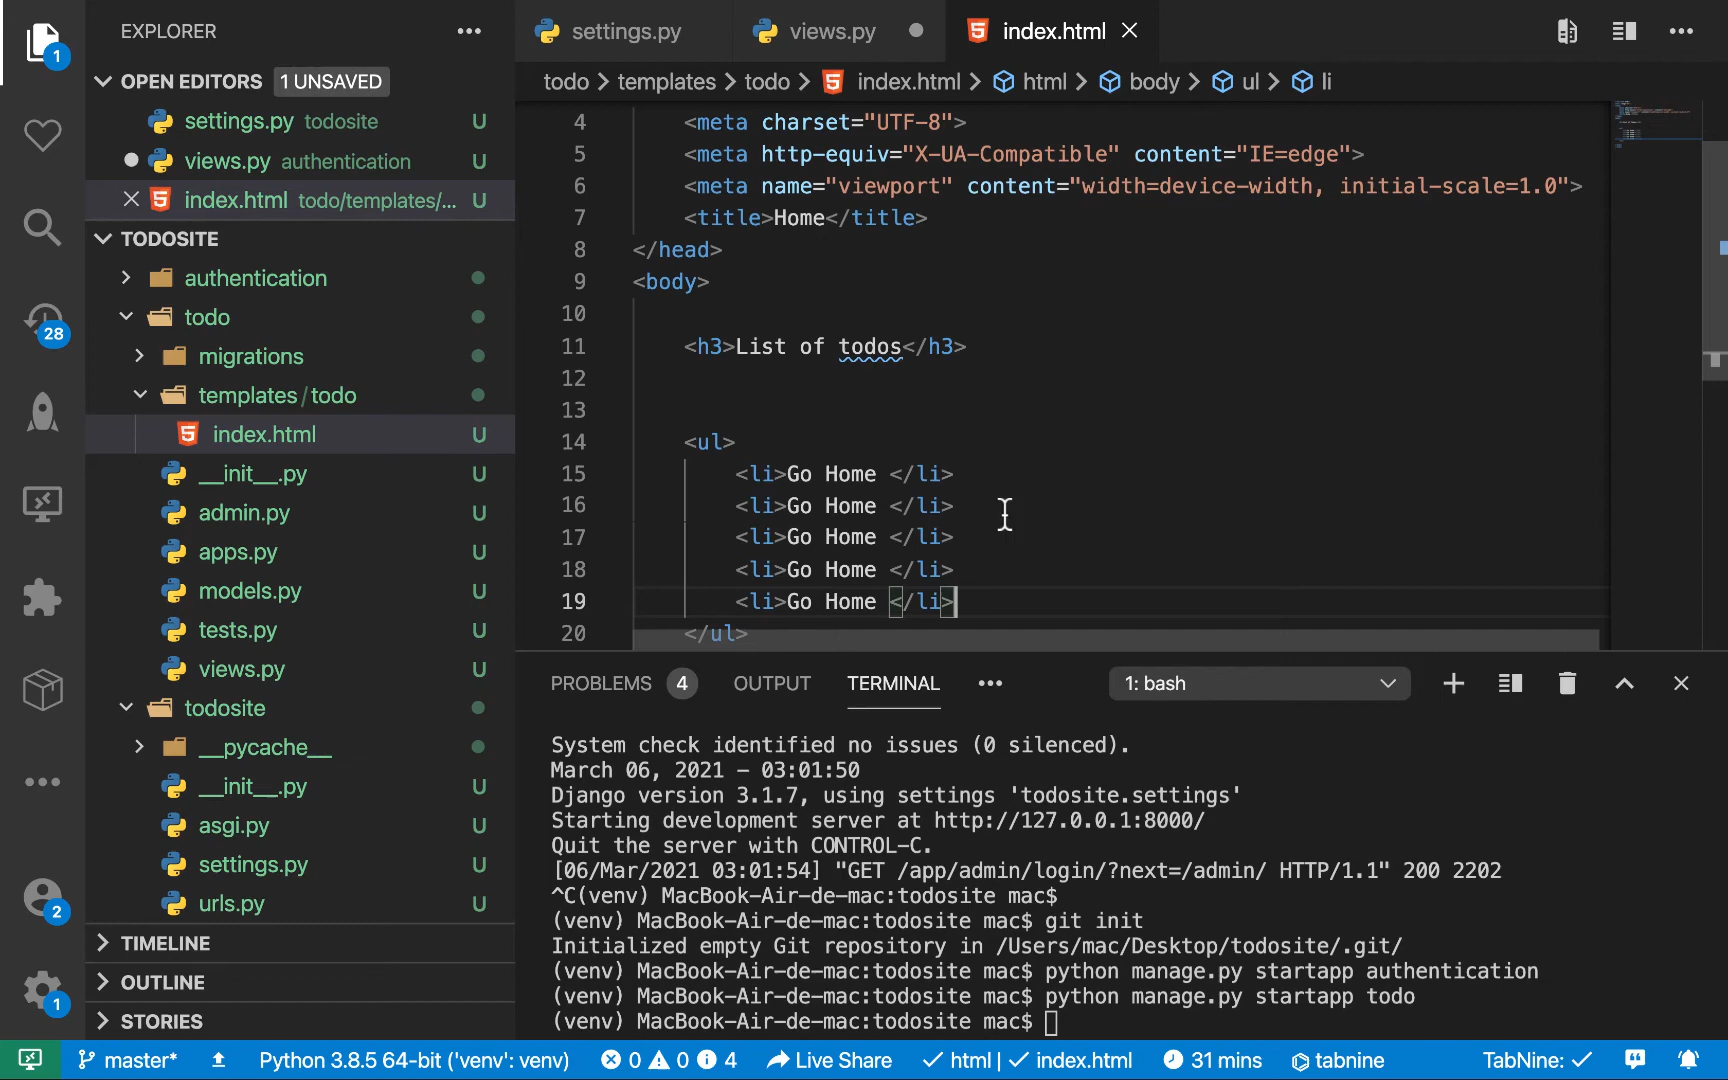 EXPLORER
1
OPEN EDITORS 1 UNSAVED
settings.py todosite U
views.py authentication U
index.html todo/templates/... U
TODOSITE
authentication
todo
migrations
templates / todo
index.html U
__init__.py U
admin.py U
apps.py U
models.py U
tests.py U
views.py U
todosite
__pycache__
__init__.py U
asgi.py U
settings.py U
urls.py U
TIMELINE
OUTLINE
STORIES
28
2
1
settings.py views.py index.html
todo > templates > todo > index.html > html > body > ul > li
4 <meta charset="UTF-8">
5 <meta http-equiv="X-UA-Compatible" content="IE=edge">
6 <meta name="viewport" content="width=device-width, initial-scale=1.0">
7 <title>Home</title>
8 </head>
9 <body>
10
11 <h3>List of todos</h3>
12
13
14 <ul>
15 <li>Go Home </li>
16 <li>Go Home </li>
17 <li>Go Home </li>
18 <li>Go Home </li>
19 <li>Go Home </li>
20 </ul>
PROBLEMS 4 OUTPUT TERMINAL 1: bash
System check identified no issues (0 silenced).
March 06, 2021 - 03:01:50
Django version 3.1.7, using settings 'todosite.settings'
Starting development server at http://127.0.0.1:8000/
Quit the server with CONTROL-C.
[06/Mar/2021 03:01:54] "GET /app/admin/login/?next=/admin/ HTTP/1.1" 200 2202
^C(venv) MacBook-Air-de-mac:todosite mac$
(venv) MacBook-Air-de-mac:todosite mac$ git init
Initialized empty Git repository in /Users/mac/Desktop/todosite/.git/
(venv) MacBook-Air-de-mac:todosite mac$ python manage.py startapp authentication
(venv) MacBook-Air-de-mac:todosite mac$ python manage.py startapp todo
(venv) MacBook-Air-de-mac:todosite mac$
master* Python 3.8.5 64-bit ('venv': venv) 0 0 4 Live Share html | index.html 31 mins tabnine TabNine: